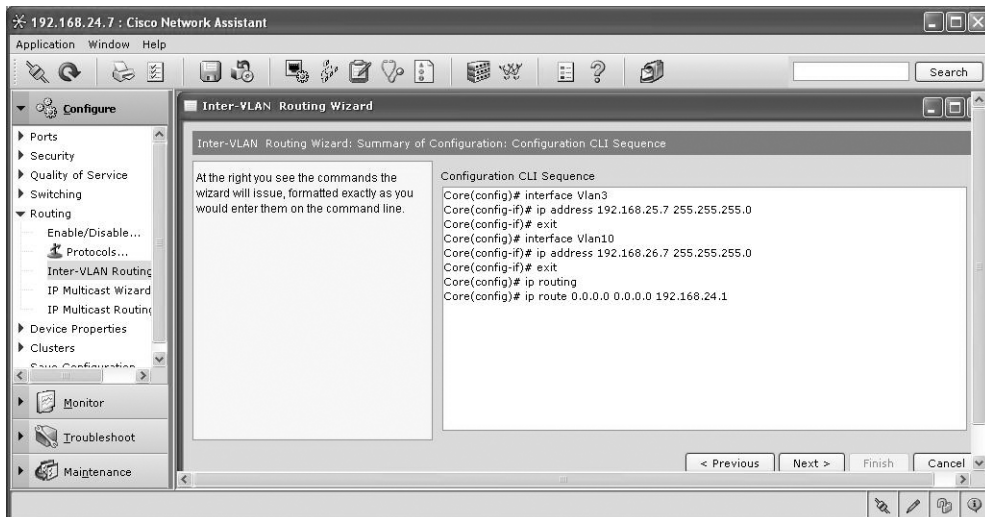 192.168.24.7 : Cisco Network Assistant
Application Window Help
Search
Configure
Ports
Security
Quality of Service
Switching
Routing
Enable/Disable...
Protocols...
Inter-VLAN Routing
IP Multicast Wizard
IP Multicast Routing
Device Properties
Clusters
Save Configuration
Monitor
Troubleshoot
Maintenance
Inter-VLAN Routing Wizard
Inter-VLAN Routing Wizard: Summary of Configuration: Configuration CLI Sequence
At the right you see the commands the
wizard will issue, formatted exactly as you
would enter them on the command line.
Configuration CLI Sequence
Core(config)# interface Vlan3
Core(config-if)# ip address 192.168.25.7 255.255.255.0
Core(config-if)# exit
Core(config)# interface Vlan10
Core(config-if)# ip address 192.168.26.7 255.255.255.0
Core(config-if)# exit
Core(config)# ip routing
Core(config)# ip route 0.0.0.0 0.0.0.0 192.168.24.1
< Previous Next > Finish Cancel